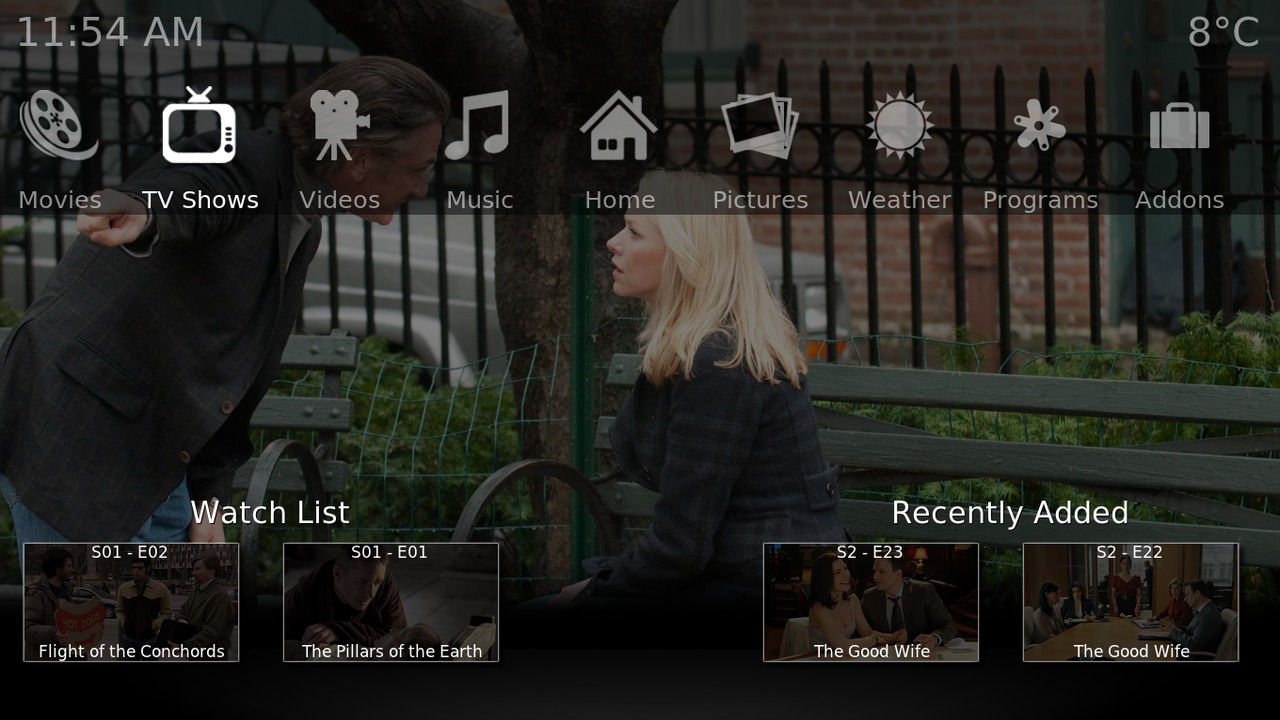 11:54 AM
8°C
Movies
TV Shows
Videos
Music
Home
Pictures
Weather
Programs
Addons
Watch List
Recently Added
S01 - E02
S01 - E01
S2 - E23
S2 - E22
HOT DOGS
Flight of the Conchords
The Pillars of the Earth
The Good Wife
The Good Wife